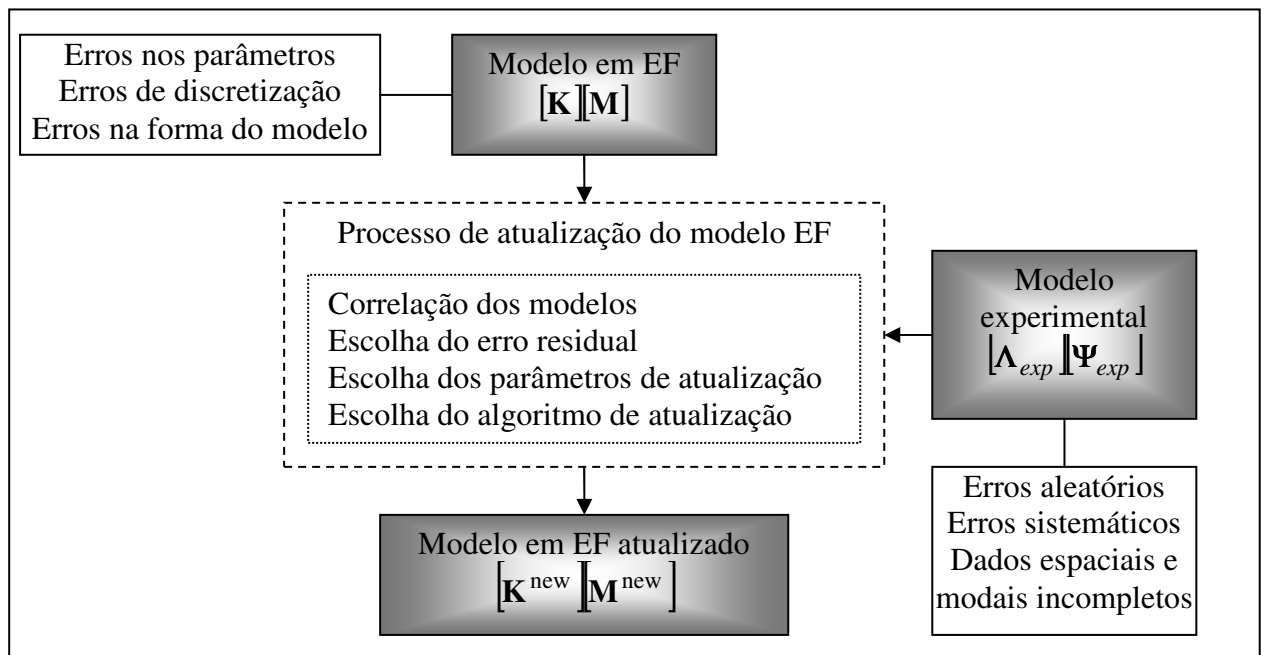 Erros nos parâmetros
Erros de discretização
Erros na forma do modelo
Modelo em EF
[K][M]
Processo de atualização do modelo EF
Correlação dos modelos
Escolha do erro residual
Escolha dos parâmetros de atualização
Escolha do algoritmo de atualização
Modelo
experimental
[Λexp][Ψexp]
Erros aleatórios
Erros sistemáticos
Dados espaciais e
modais incompletos
Modelo em EF atualizado
[K new][M new]